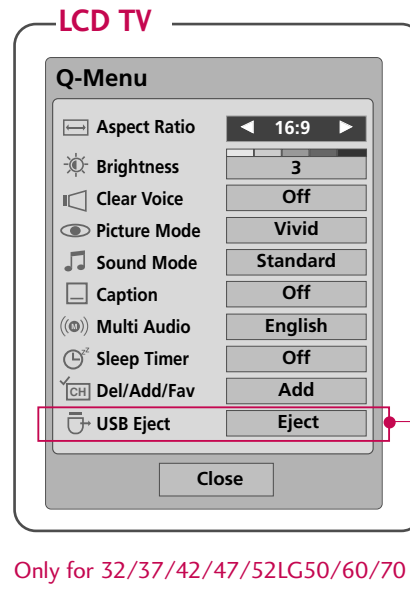 LCD TV
Q-Menu
Aspect Ratio ◀ 16:9 ▶
Brightness 3
Clear Voice Off
Picture Mode Vivid
Sound Mode Standard
Caption Off
Multi Audio English
Sleep Timer Off
CH Del/Add/Fav Add
USB Eject Eject
Close
Only for 32/37/42/47/52LG50/60/70